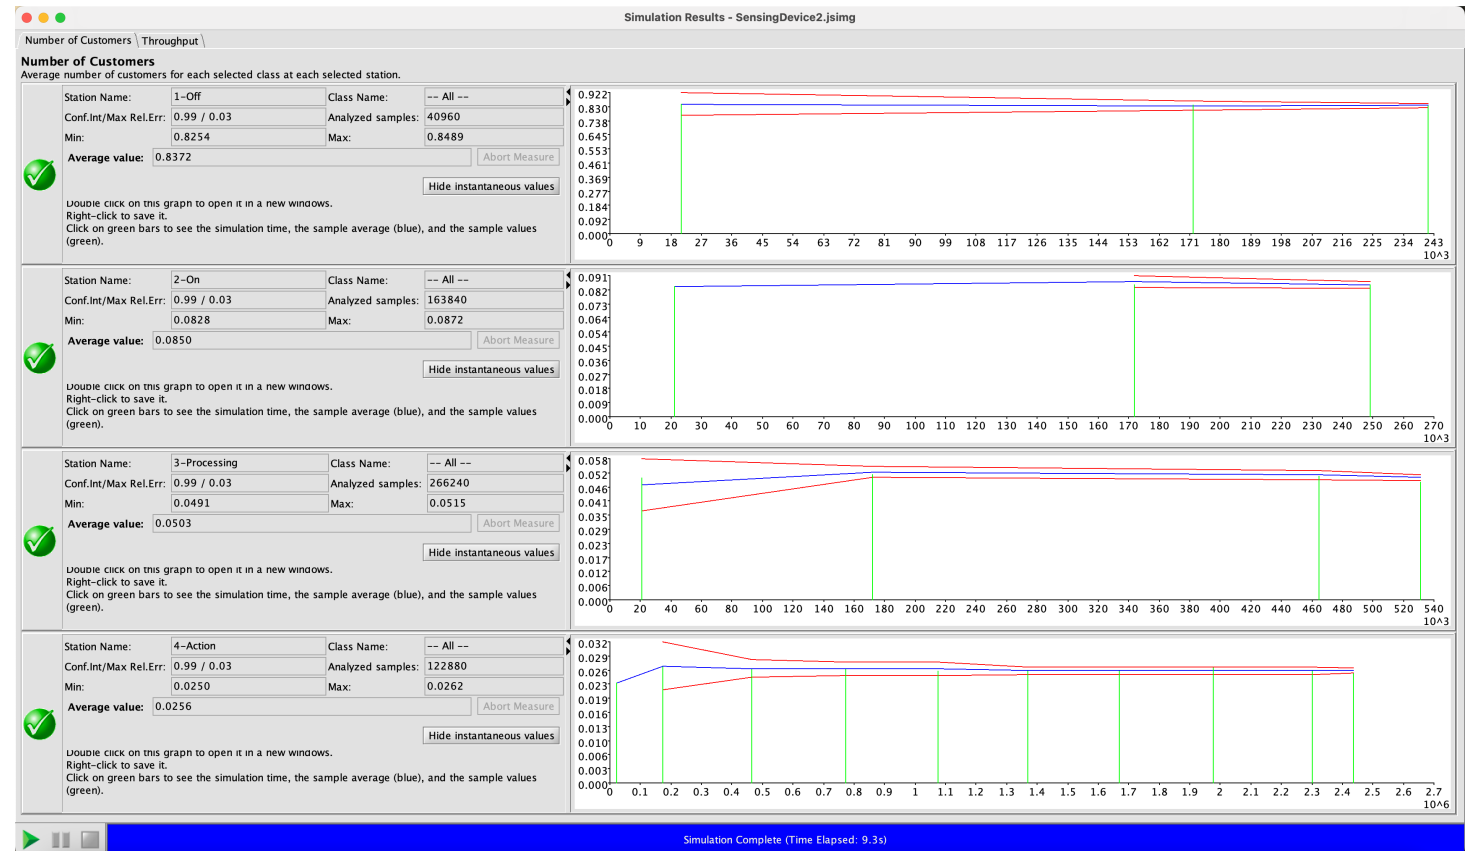 Simulation Results - SensingDevice2.jsimg
Number of Customers Throughput
Number of Customers
Average number of customers for each selected class at each selected station.
Station Name: 1-Off Class Name: -- All --
Conf.Int/Max Rel.Err: 0.99 / 0.03 Analyzed samples: 40960
Min: 0.8254 Max: 0.8489
Average value: 0.8372 Abort Measure
Hide instantaneous values
Double click on this graph to open it in a new windows.
Right-click to save it.
Click on green bars to see the simulation time, the sample average (blue), and the sample values
(green).
0.922
0.830
0.738
0.645
0.553
0.461
0.369
0.277
0.184
0.092
0.000
0 9 18 27 36 45 54 63 72 81 90 99 108 117 126 135 144 153 162 171 180 189 198 207 216 225 234 243
10^3
Station Name: 2-On Class Name: -- All --
Conf.Int/Max Rel.Err: 0.99 / 0.03 Analyzed samples: 163840
Min: 0.0828 Max: 0.0872
Average value: 0.0850 Abort Measure
Hide instantaneous values
Double click on this graph to open it in a new windows.
Right-click to save it.
Click on green bars to see the simulation time, the sample average (blue), and the sample values
(green).
0.091
0.082
0.073
0.064
0.054
0.045
0.036
0.027
0.018
0.009
0.000
0 10 20 30 40 50 60 70 80 90 100 110 120 130 140 150 160 170 180 190 200 210 220 230 240 250 260 270
10^3
Station Name: 3-Processing Class Name: -- All --
Conf.Int/Max Rel.Err: 0.99 / 0.03 Analyzed samples: 266240
Min: 0.0491 Max: 0.0515
Average value: 0.0503 Abort Measure
Hide instantaneous values
Double click on this graph to open it in a new windows.
Right-click to save it.
Click on green bars to see the simulation time, the sample average (blue), and the sample values
(green).
0.058
0.052
0.046
0.041
0.035
0.029
0.023
0.017
0.012
0.006
0.000
0 20 40 60 80 100 120 140 160 180 200 220 240 260 280 300 320 340 360 380 400 420 440 460 480 500 520 540
10^3
Station Name: 4-Action Class Name: -- All --
Conf.Int/Max Rel.Err: 0.99 / 0.03 Analyzed samples: 122880
Min: 0.0250 Max: 0.0262
Average value: 0.0256 Abort Measure
Hide instantaneous values
Double click on this graph to open it in a new windows.
Right-click to save it.
Click on green bars to see the simulation time, the sample average (blue), and the sample values
(green).
0.032
0.029
0.026
0.023
0.019
0.016
0.013
0.010
0.006
0.003
0.000
0 0.1 0.2 0.3 0.4 0.5 0.6 0.7 0.8 0.9 1 1.1 1.2 1.3 1.4 1.5 1.6 1.7 1.8 1.9 2 2.1 2.2 2.3 2.4 2.5 2.6 2.7
10^6
Simulation Complete (Time Elapsed: 9.3s)